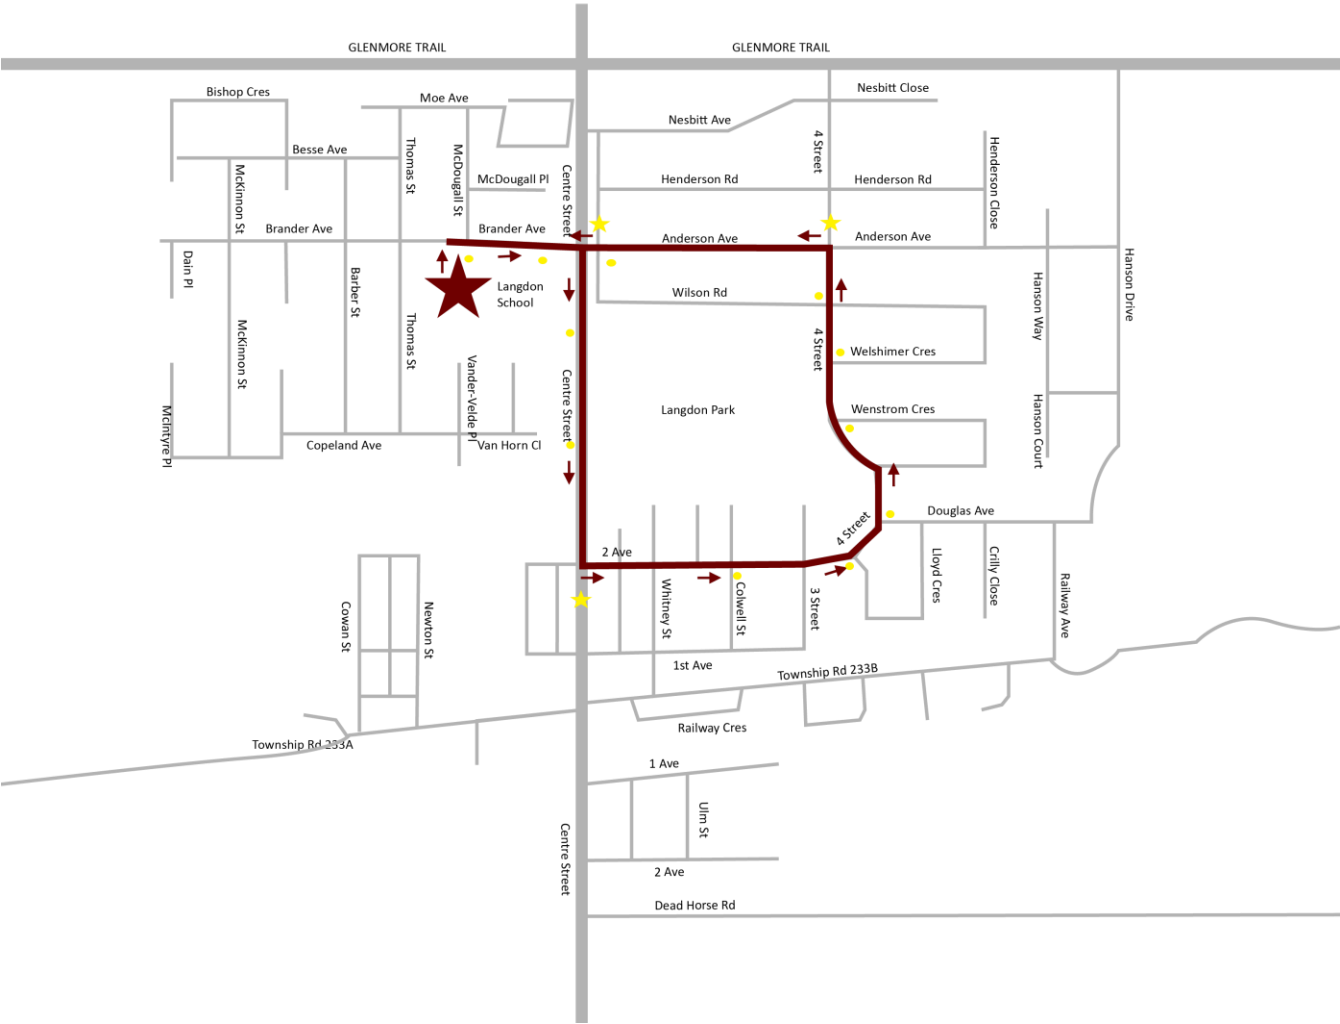 GLENMORE TRAIL
GLENMORE TRAIL
Bishop Cres
Moe Ave
Nesbitt Close
Nesbitt Ave
4 Street
Besse Ave
Thomas St
McDougall St
Henderson Close
McKinnon St
McDougall Pl
Centre Street
Henderson Rd
Henderson Rd
Brander Ave
Brander Ave
Anderson Ave
Anderson Ave
Dain Pl
Barber St
Langdon
School
Wilson Rd
Hanson Way
Hanson Drive
McKinnon St
Thomas St
4 Street
Welshimer Cres
Vander-Velde Pl
Centre Street
Langdon Park
Wenstrom Cres
Hanson Court
McIntyre Pl
Copeland Ave
Van Horn Cl
Douglas Ave
4 Street
2 Ave
Cowan St
Newton St
Whitney St
Colwell St
3 Street
Lloyd Cres
Crilly Close
Railway Ave
1st Ave
Township Rd 233B
Railway Cres
Township Rd 233A
1 Ave
Ulm St
Centre Street
2 Ave
Dead Horse Rd